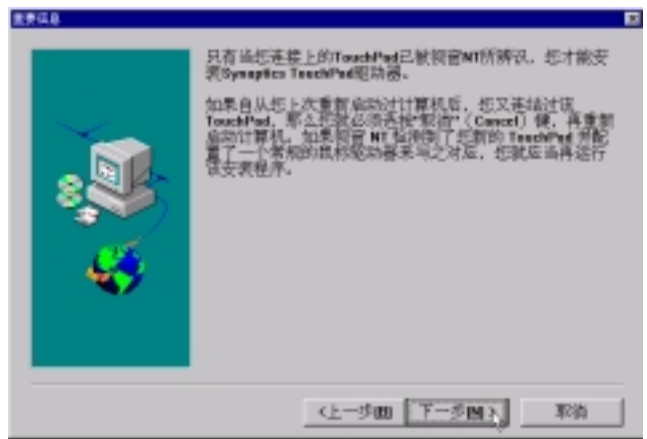 重要信息
只有当您连接上的TouchPad已被视窗NT所辨识，您才能安
装Synaptics TouchPad驱动器。
如果自从您上次重新启动过计算机后，您又连结过该
TouchPad，那么您就必须选按"取消"（Cancel）键，再重新
启动计算机。如果视窗 NT 检测到了您新的 TouchPad 并配
置了一个常规的鼠标驱动器来与之对应，您就应当再运行
该安装程序。
<上一步(B)
下一步(N) >
取消